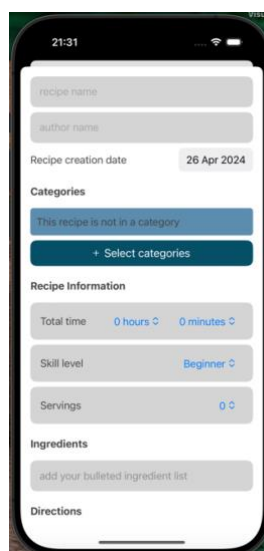 21:31
recipe name
author name
Recipe creation date 26 Apr 2024
Categories
This recipe is not in a category
+ Select categories
Recipe Information
Total time 0 hours 0 minutes
Skill level Beginner
Servings 0
Ingredients
add your bulleted ingredient list
Directions